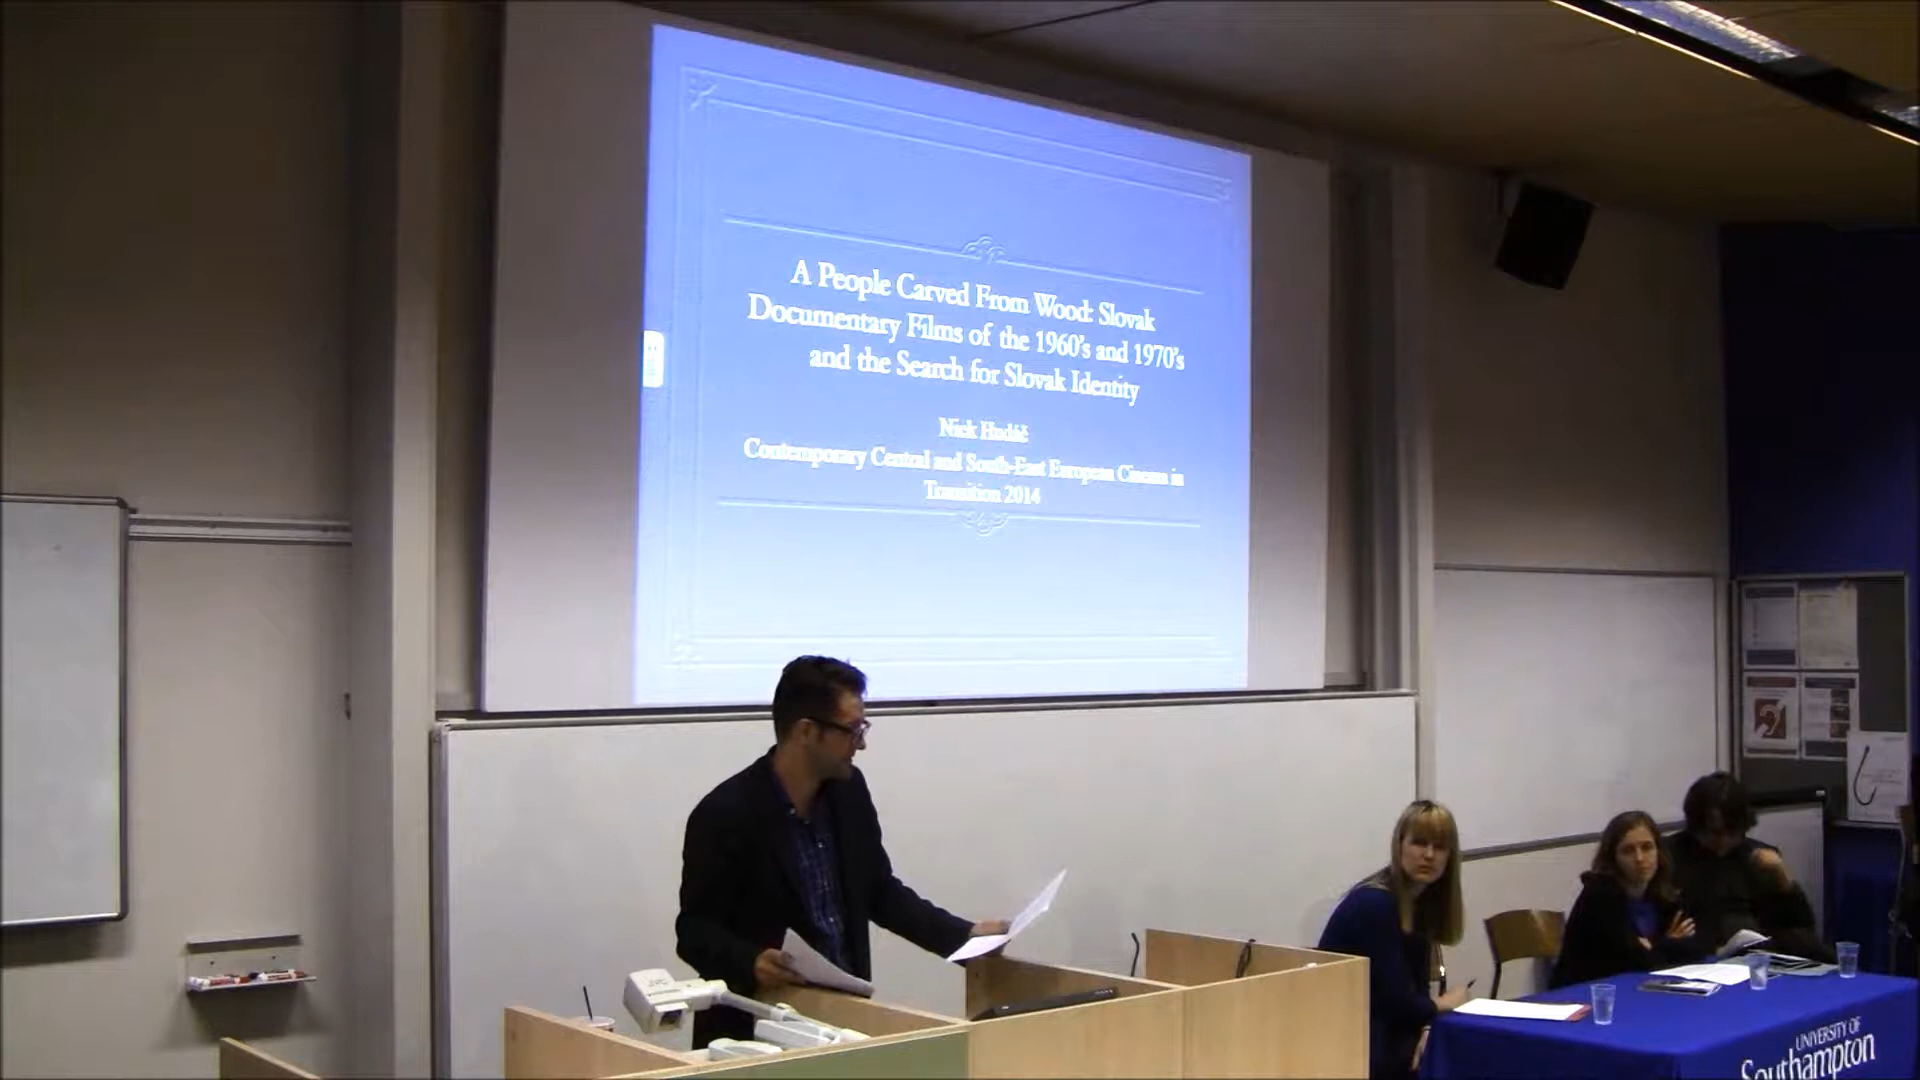 A People Carved From Wood: Slovak
Documentary Films of the 1960's and 1970's
and the Search for Slovak Identity
Nick Hudáč
Contemporary Central and South-East European Cinema in
Transition 2014
UNIVERSITY OF
Southampton